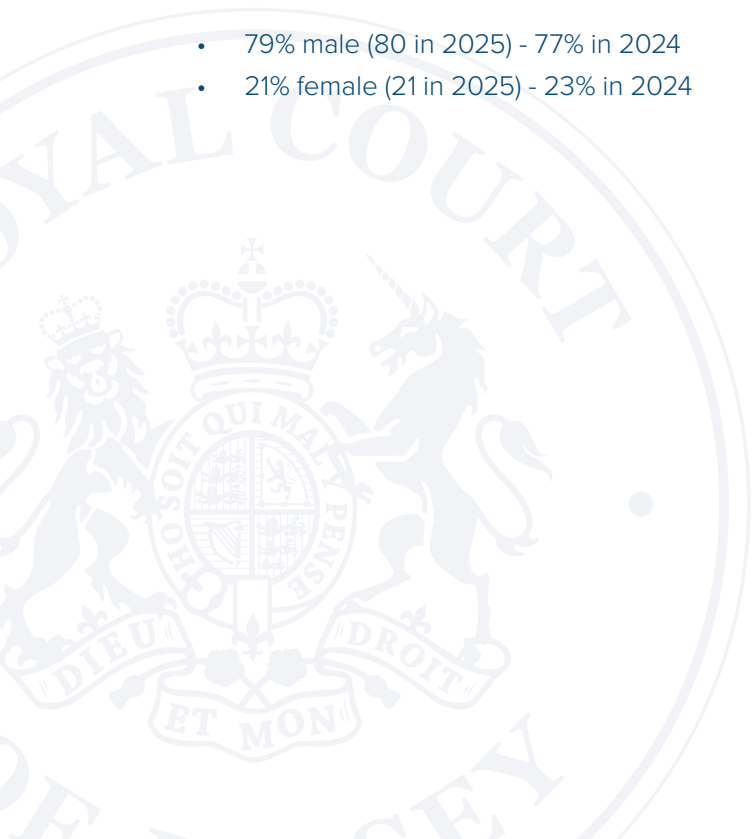 • 79% male (80 in 2025) - 77% in 2024
• 21% female (21 in 2025) - 23% in 2024
YAL COURT
SOIT QUI MAL Y PENSE
DIEU
ET MON
DROIT